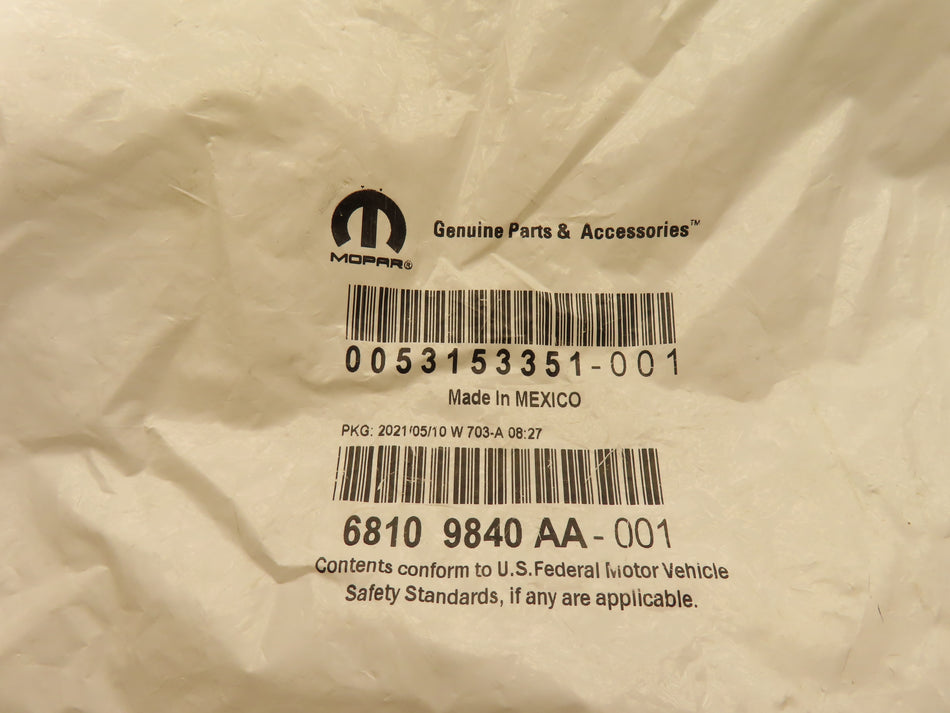 Genuine Parts & Accessories™
MOPAR®
0053153351-001
Made In MEXICO
PKG: 2021/05/10 W 703-A 08:27
6810 9840 AA-001
Contents conform to U.S.Federal Motor Vehicle
Safety Standards, if any are applicable.